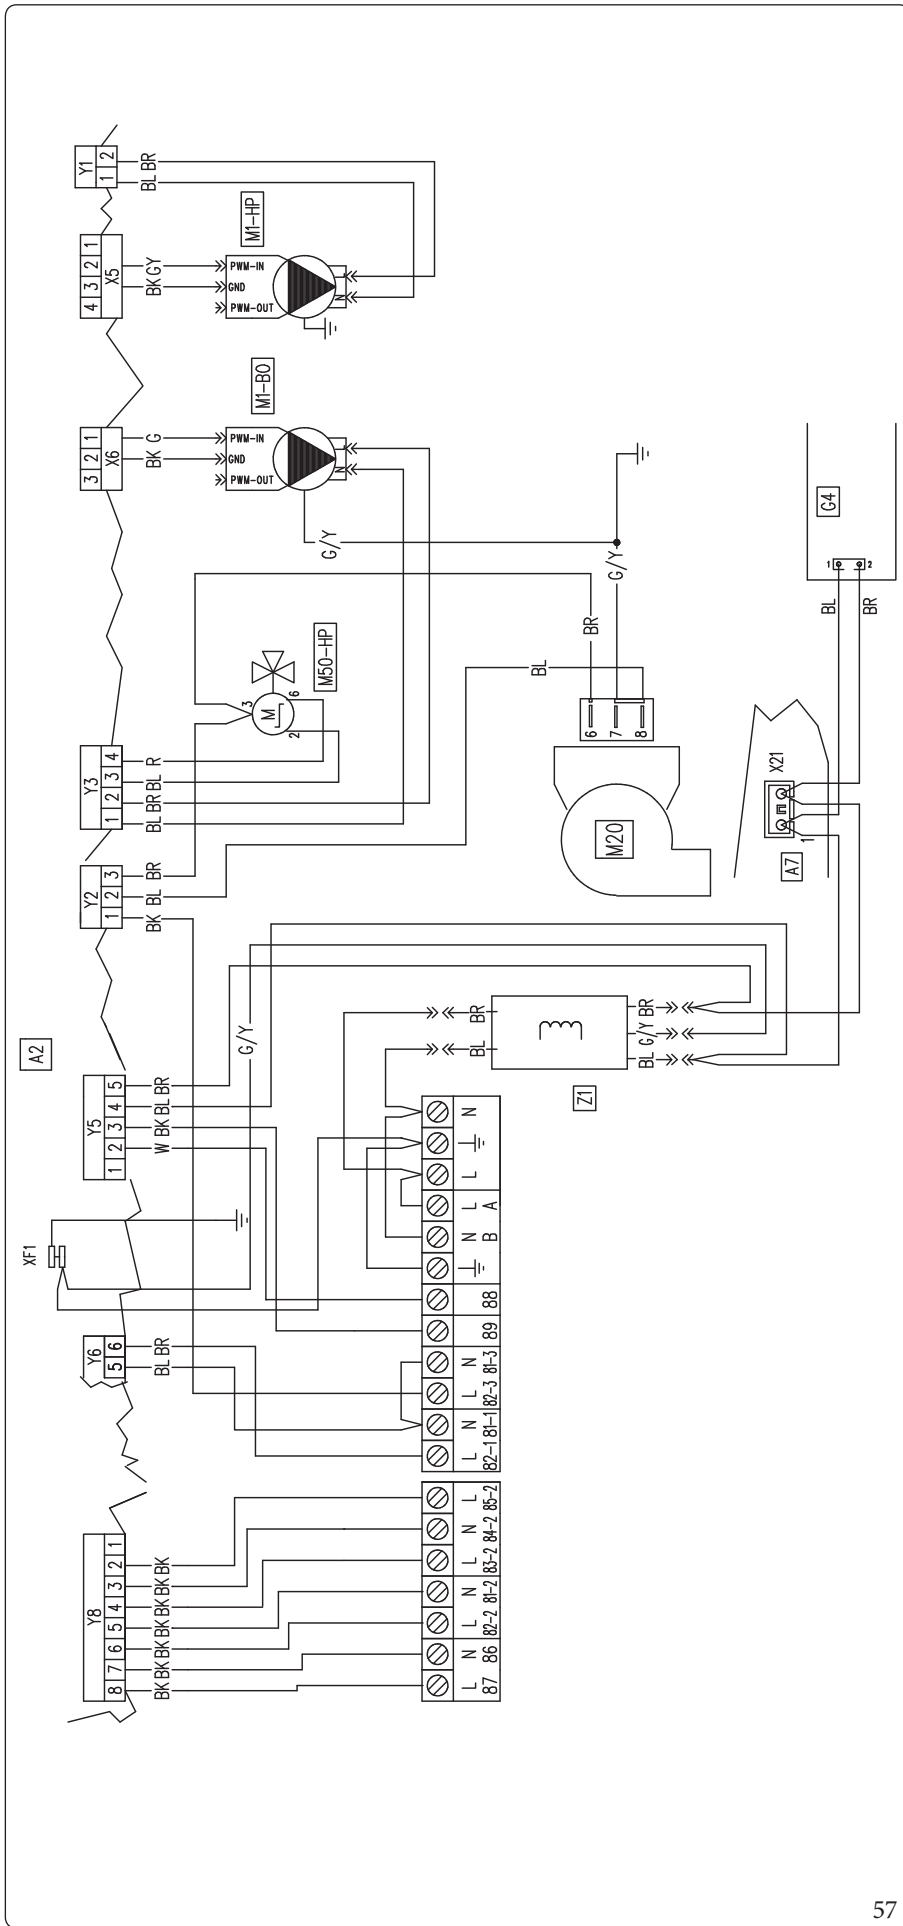 A2
XF1
Y8
8 7 6 5 4 3 2 1
BK BK BK BK BK BK BK
Y6
5 6
BL BR
Y5
1 2 3 4 5
W BK BL BR
G/Y
Y2
1 2 3
BK BL BR
Y3
1 2 3 4
BL BR BL R
X6
3 2 1
BK G
X5
4 3 2 1
BK GY
Y1
1 2
BL BR
M50-HP
M
3
2
6
M1-BO
PWM-IN
GND
PWM-OUT
N L
M1-HP
PWM-IN
GND
PWM-OUT
N L
G/Y
G/Y
BR
BL
6
7
8
M20
L N L N L N L
87 86 82-2 81-2 83-2 84-2 85-2
L N L N
82-1 81-1 82-3 81-3 89 88
N L L N
B A
BL BR
Z1
BL G/Y BR
A7
X21
1
G4
1 2
BL
BR
57